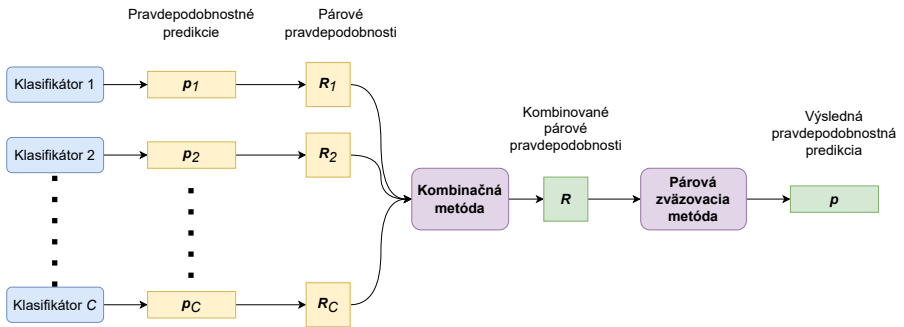 Pravdepodobnostné
predikcie
Párové
pravdepodobnosti
Klasifikátor 1
p1
R1
Kombinované
párové
pravdepodobnosti
Výsledná
pravdepodobnostná
predikcia
Klasifikátor 2
p2
R2
Kombinačná
metóda
R
Párová
zväzovacia
metóda
p
Klasifikátor C
pC
RC